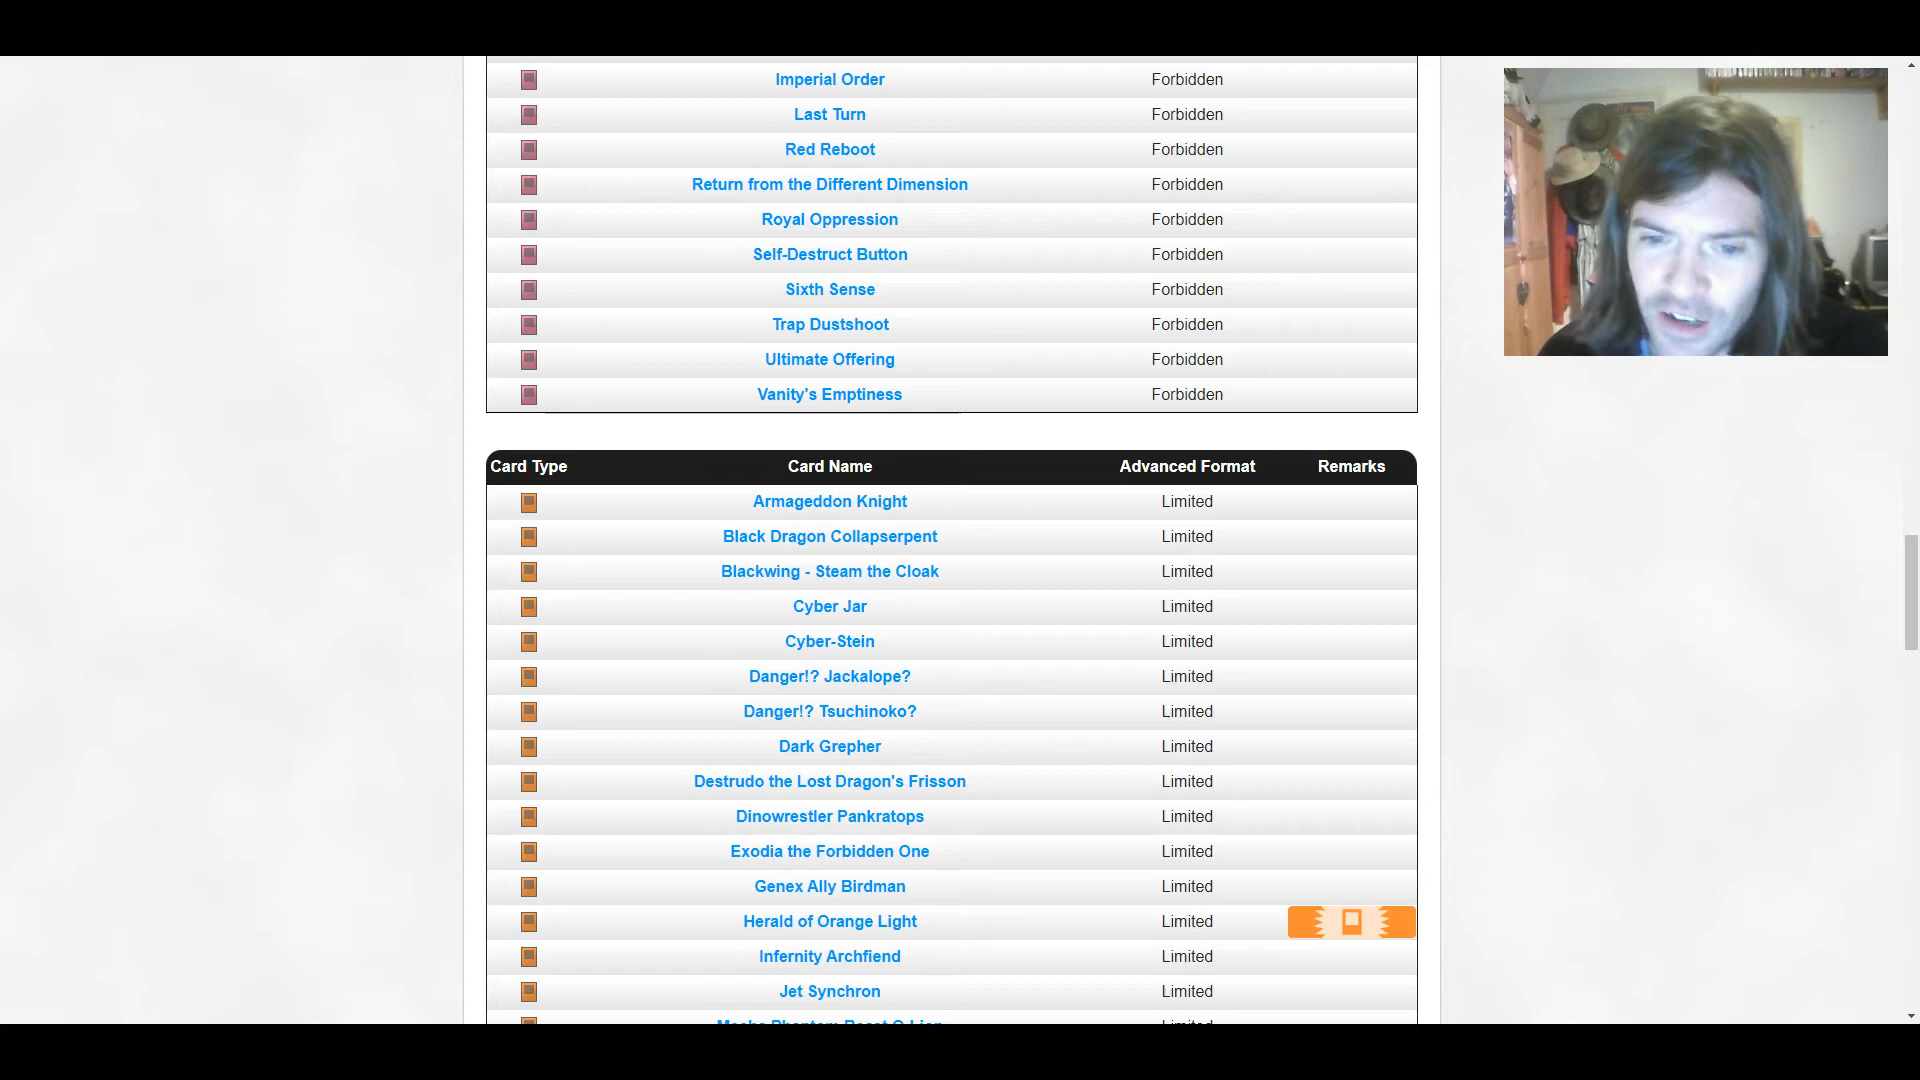 Imperial Order Forbidden
Last Turn Forbidden
Red Reboot Forbidden
Return from the Different Dimension Forbidden
Royal Oppression Forbidden
Self-Destruct Button Forbidden
Sixth Sense Forbidden
Trap Dustshoot Forbidden
Ultimate Offering Forbidden
Vanity's Emptiness Forbidden
Card Type Card Name Advanced Format Remarks
Armageddon Knight Limited
Black Dragon Collapserpent Limited
Blackwing - Steam the Cloak Limited
Cyber Jar Limited
Cyber-Stein Limited
Danger!? Jackalope? Limited
Danger!? Tsuchinoko? Limited
Dark Grepher Limited
Destrudo the Lost Dragon's Frisson Limited
Dinowrestler Pankratops Limited
Exodia the Forbidden One Limited
Genex Ally Birdman Limited
Herald of Orange Light Limited
Infernity Archfiend Limited
Jet Synchron Limited